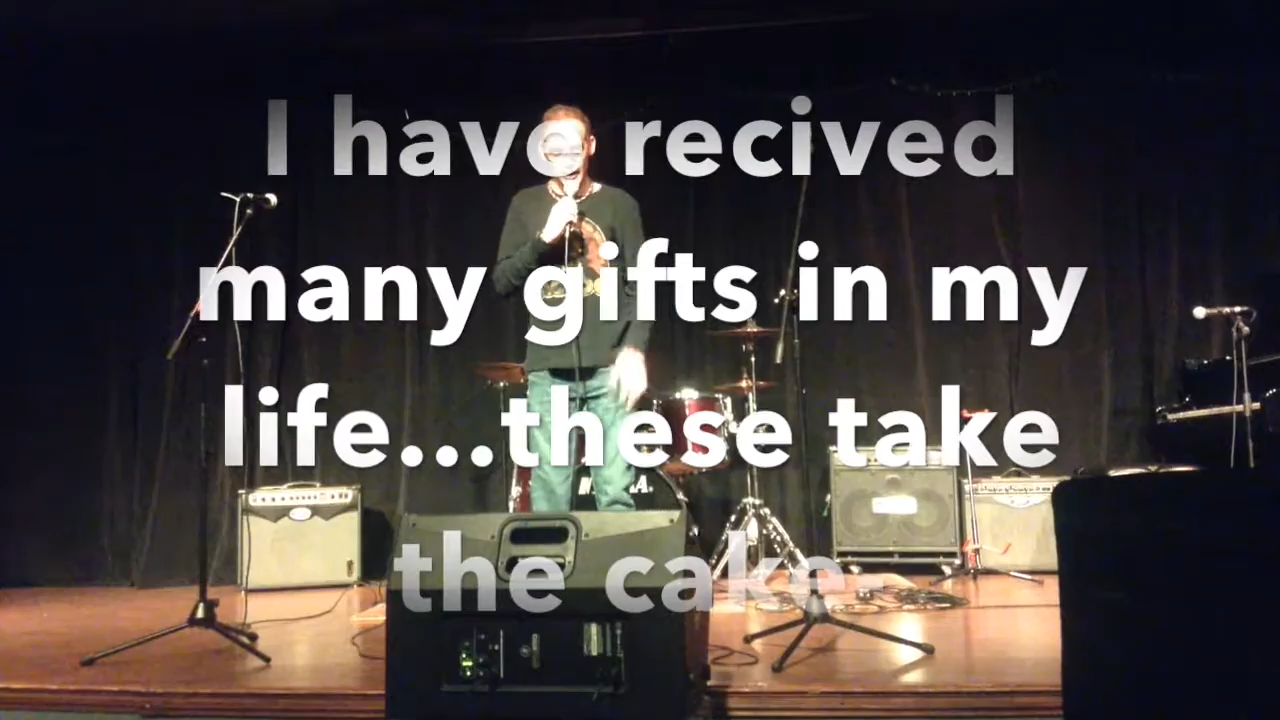 I have recived
many gifts in my
life...these take
the cake